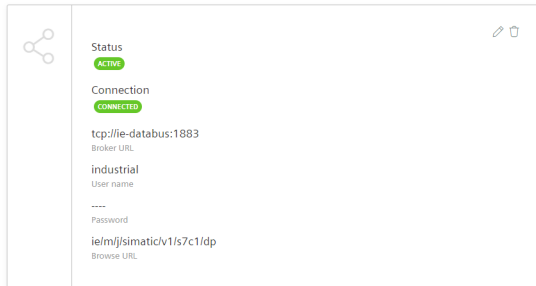 Status
ACTIVE
Connection
CONNECTED
tcp://ie-databus:1883
Broker URL
industrial
User name
----
Password
ie/m/j/simatic/v1/s7c1/dp
Browse URL